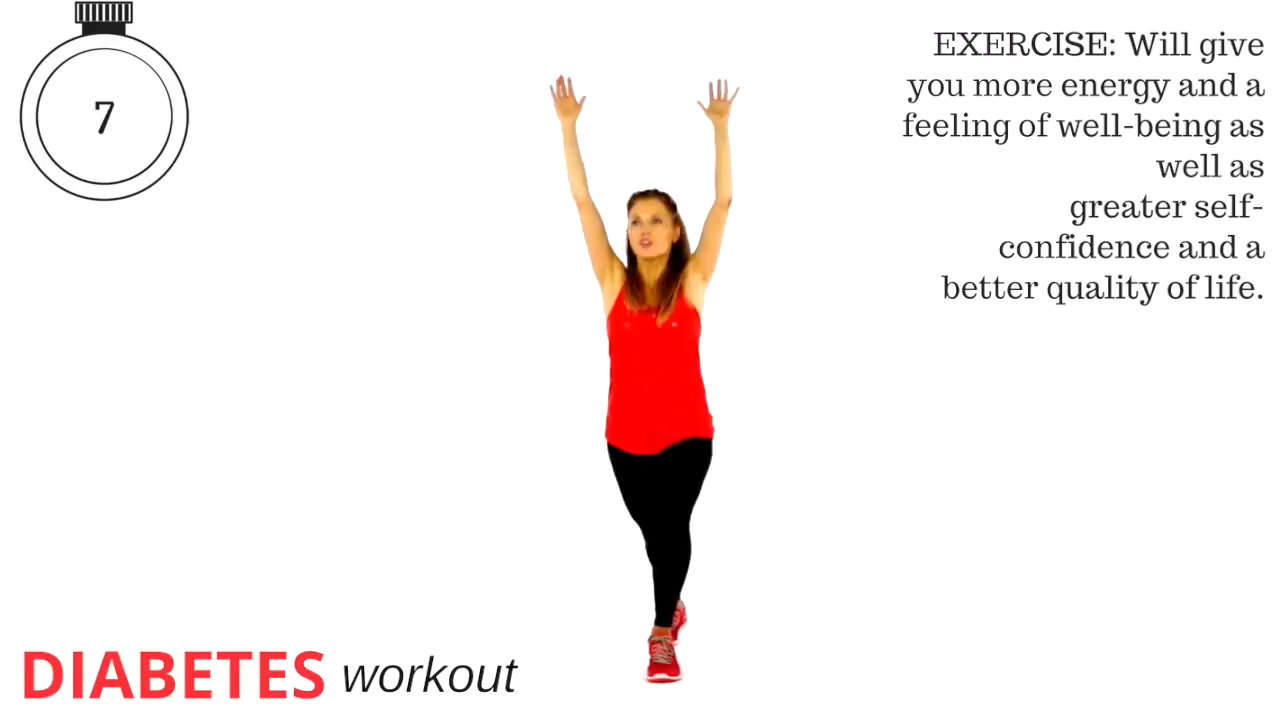 7
EXERCISE: Will give
you more energy and a
feeling of well-being as
well as
greater self-
confidence and a
better quality of life.
DIABETES workout